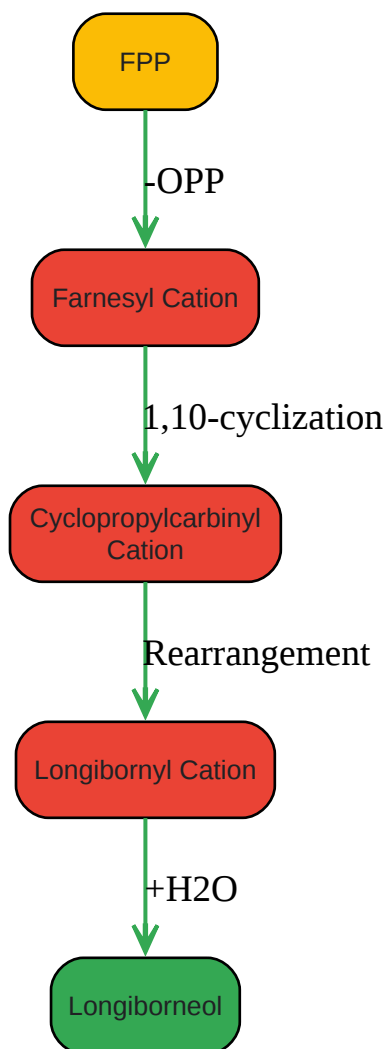 FPP
-OPP
Farnesyl Cation
1,10-cyclization
Cyclopropylcarbinyl
Cation
Rearrangement
Longibornyl Cation
+H2O
Longiborneol